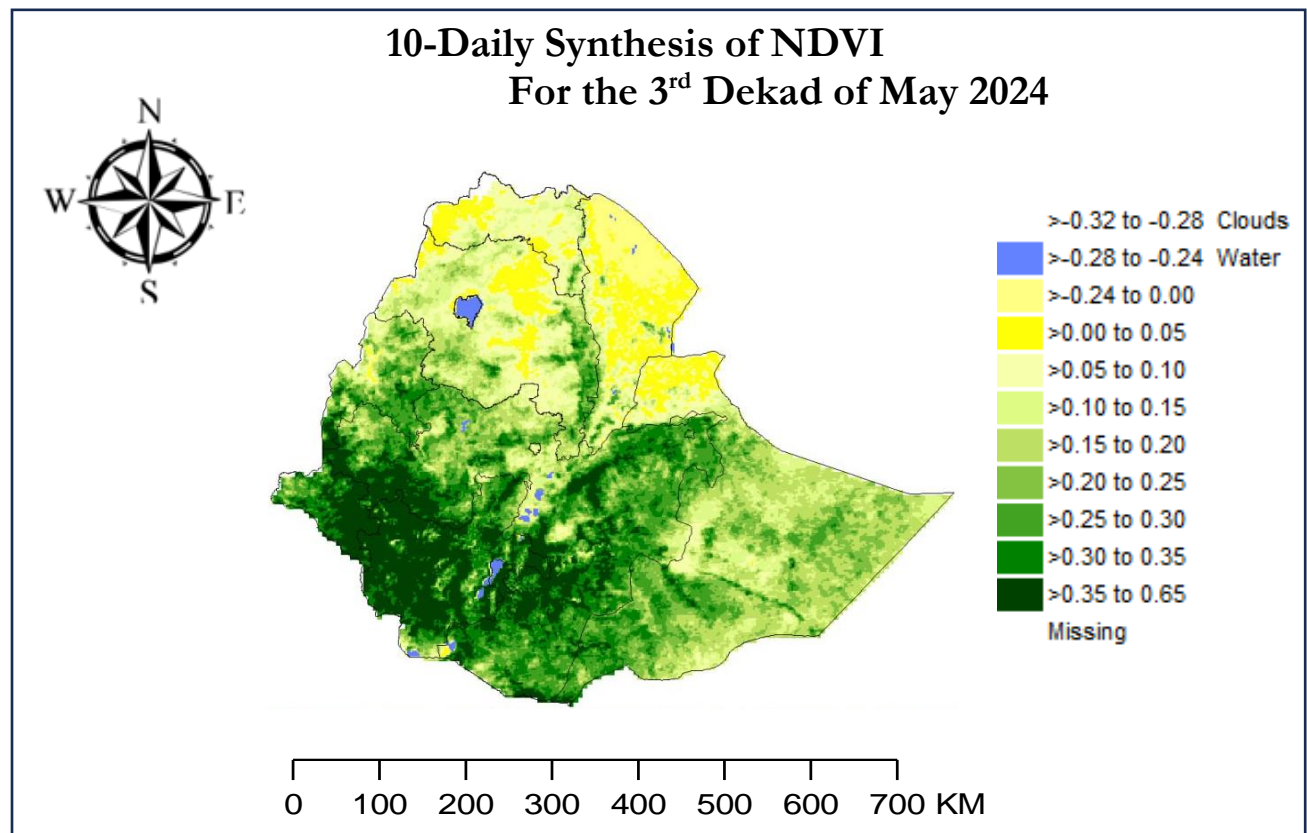 10-Daily Synthesis of NDVI
For the 3rd Dekad of May 2024
N
W E
S
>-0.32 to -0.28 Clouds
>-0.28 to -0.24 Water
>-0.24 to 0.00
>0.00 to 0.05
>0.05 to 0.10
>0.10 to 0.15
>0.15 to 0.20
>0.20 to 0.25
>0.25 to 0.30
>0.30 to 0.35
>0.35 to 0.65
Missing
0 100 200 300 400 500 600 700 KM